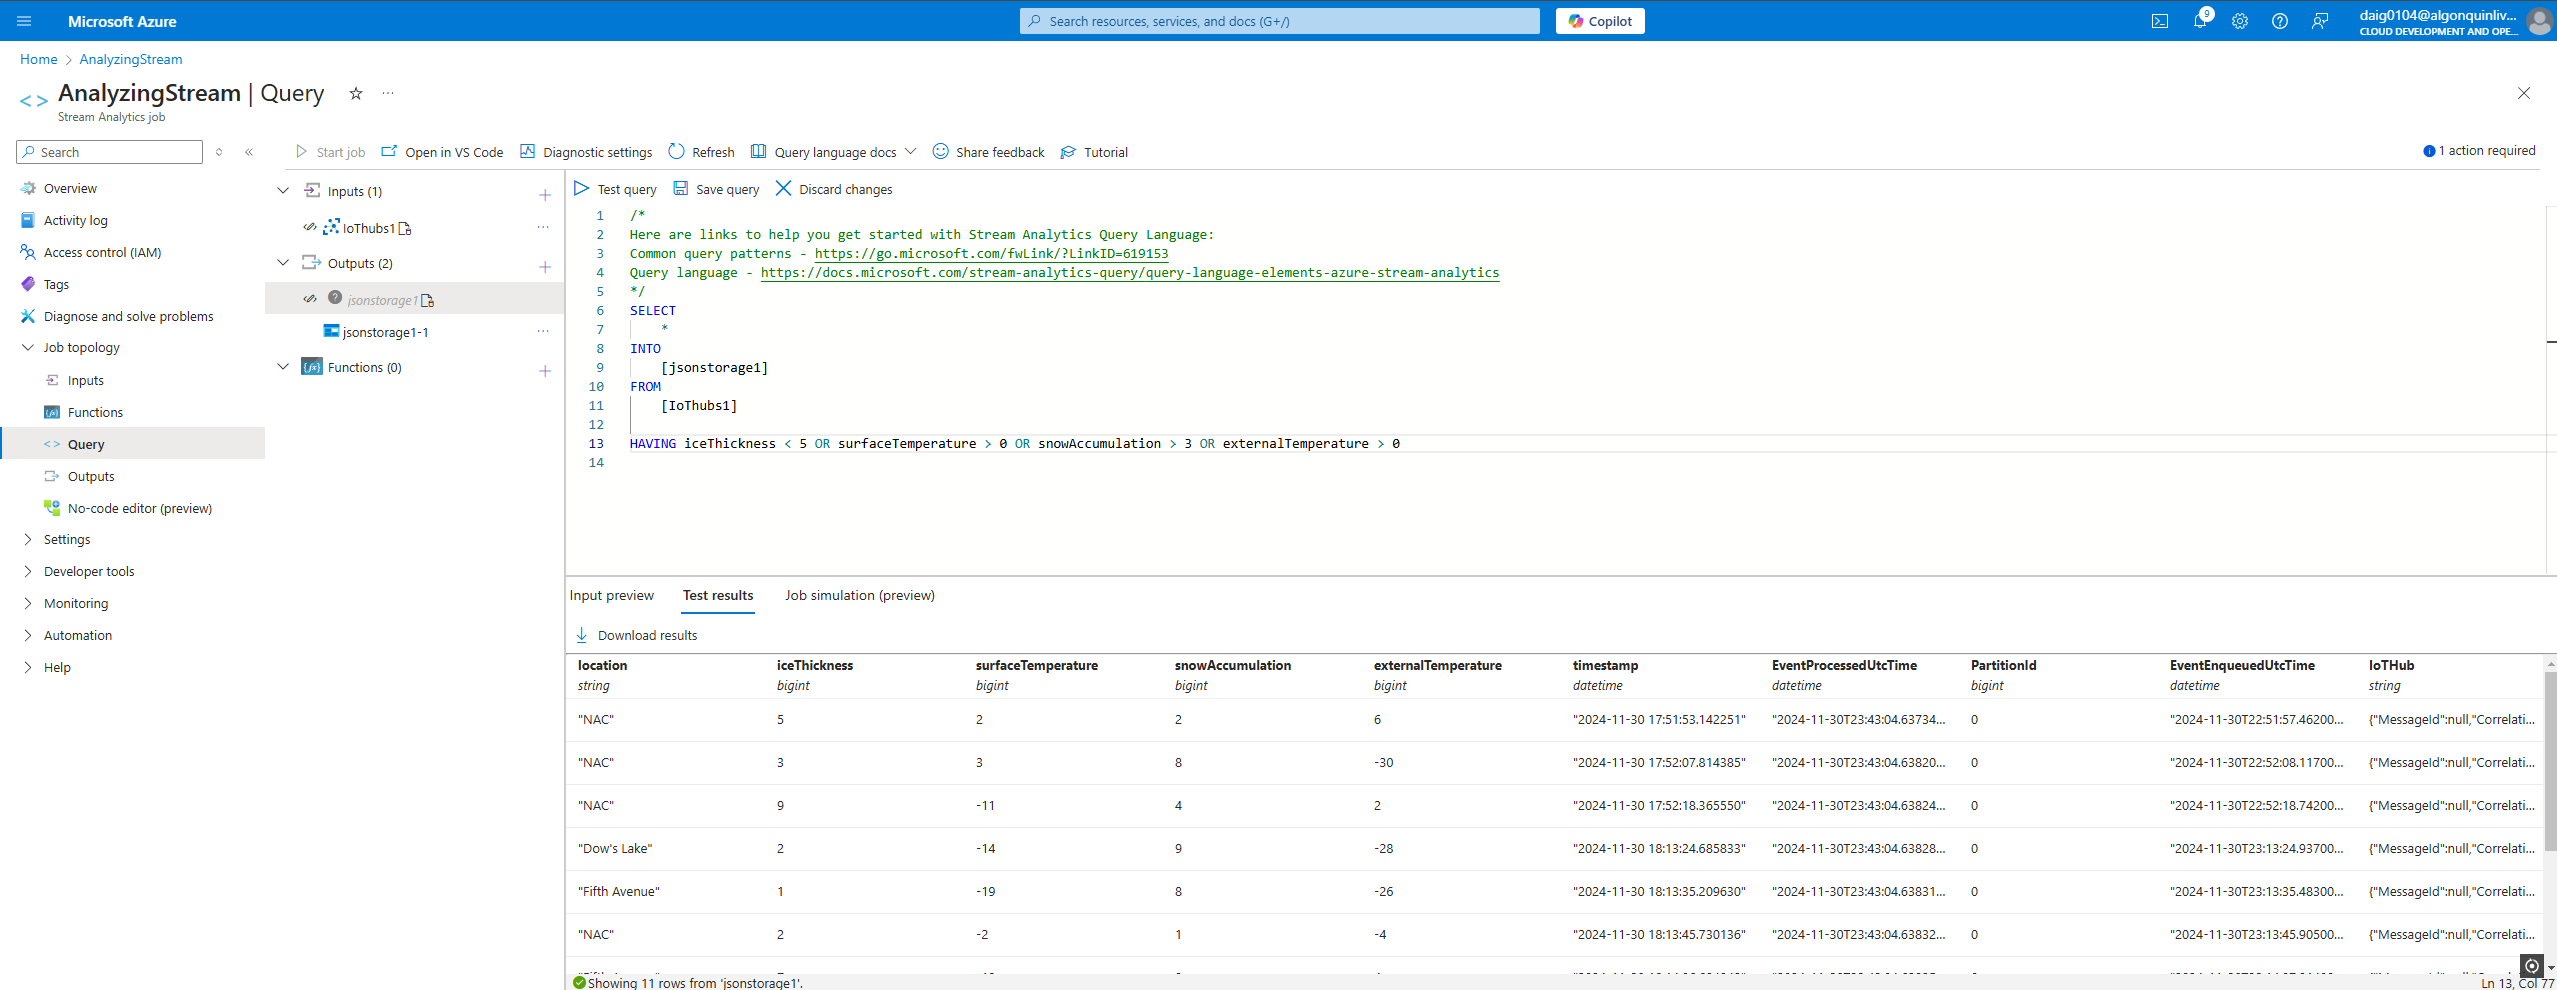 Microsoft Azure
Search resources, services, and docs (G+/)
Copilot
9
daig0104@algonquinliv...
CLOUD DEVELOPMENT AND OPE...
Home > AnalyzingStream
AnalyzingStream | Query
Stream Analytics job
Search
Start job
Open in VS Code
Diagnostic settings
Refresh
Query language docs
Share feedback
Tutorial
1 action required
Overview
Activity log
Access control (IAM)
Tags
Diagnose and solve problems
Job topology
Inputs
Functions
Query
Outputs
No-code editor (preview)
Settings
Developer tools
Monitoring
Automation
Help
Inputs (1)
IoThubs1
Outputs (2)
jsonstorage1
jsonstorage1-1
Functions (0)
Test query
Save query
Discard changes
1 /*
2 Here are links to help you get started with Stream Analytics Query Language:
3 Common query patterns - https://go.microsoft.com/fwLink/?LinkID=619153
4 Query language - https://docs.microsoft.com/stream-analytics-query/query-language-elements-azure-stream-analytics
5 */
6 SELECT
7 *
8 INTO
9 [jsonstorage1]
10 FROM
11 [IoThubs1]
12
13 HAVING iceThickness < 5 OR surfaceTemperature > 0 OR snowAccumulation > 3 OR externalTemperature > 0
14
Input preview
Test results
Job simulation (preview)
Download results
location iceThickness surfaceTemperature snowAccumulation externalTemperature timestamp EventProcessedUtcTime PartitionId EventEnqueuedUtcTime IoTHub
string bigint bigint bigint bigint datetime datetime bigint datetime string
"NAC" 5 2 2 6 "2024-11-30 17:51:53.142251" "2024-11-30T23:43:04.63734... 0 "2024-11-30T22:51:57.46200... {"MessageId":null,"Correlati...
"NAC" 3 3 8 -30 "2024-11-30 17:52:07.814385" "2024-11-30T23:43:04.63820... 0 "2024-11-30T22:52:08.11700... {"MessageId":null,"Correlati...
"NAC" 9 -11 4 2 "2024-11-30 17:52:18.365550" "2024-11-30T23:43:04.63824... 0 "2024-11-30T22:52:18.74200... {"MessageId":null,"Correlati...
"Dow's Lake" 2 -14 9 -28 "2024-11-30 18:13:24.685833" "2024-11-30T23:43:04.63828... 0 "2024-11-30T23:13:24.93700... {"MessageId":null,"Correlati...
"Fifth Avenue" 1 -19 8 -26 "2024-11-30 18:13:35.209630" "2024-11-30T23:43:04.63831... 0 "2024-11-30T23:13:35.48300... {"MessageId":null,"Correlati...
"NAC" 2 -2 1 -4 "2024-11-30 18:13:45.730136" "2024-11-30T23:43:04.63832... 0 "2024-11-30T23:13:45.90500... {"MessageId":null,"Correlati...
Showing 11 rows from 'jsonstorage1'.
Ln 13, Col 77